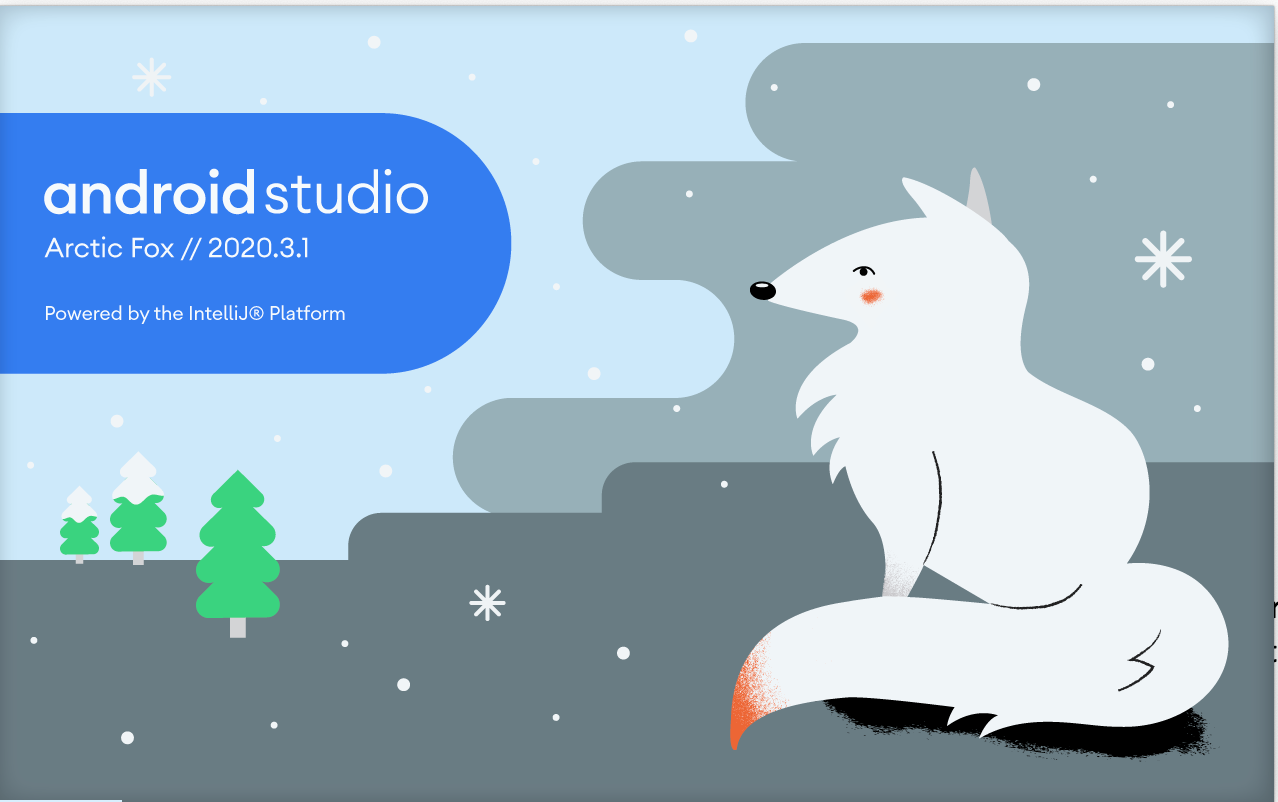 android studio
Arctic Fox // 2020.3.1
Powered by the IntelliJ® Platform